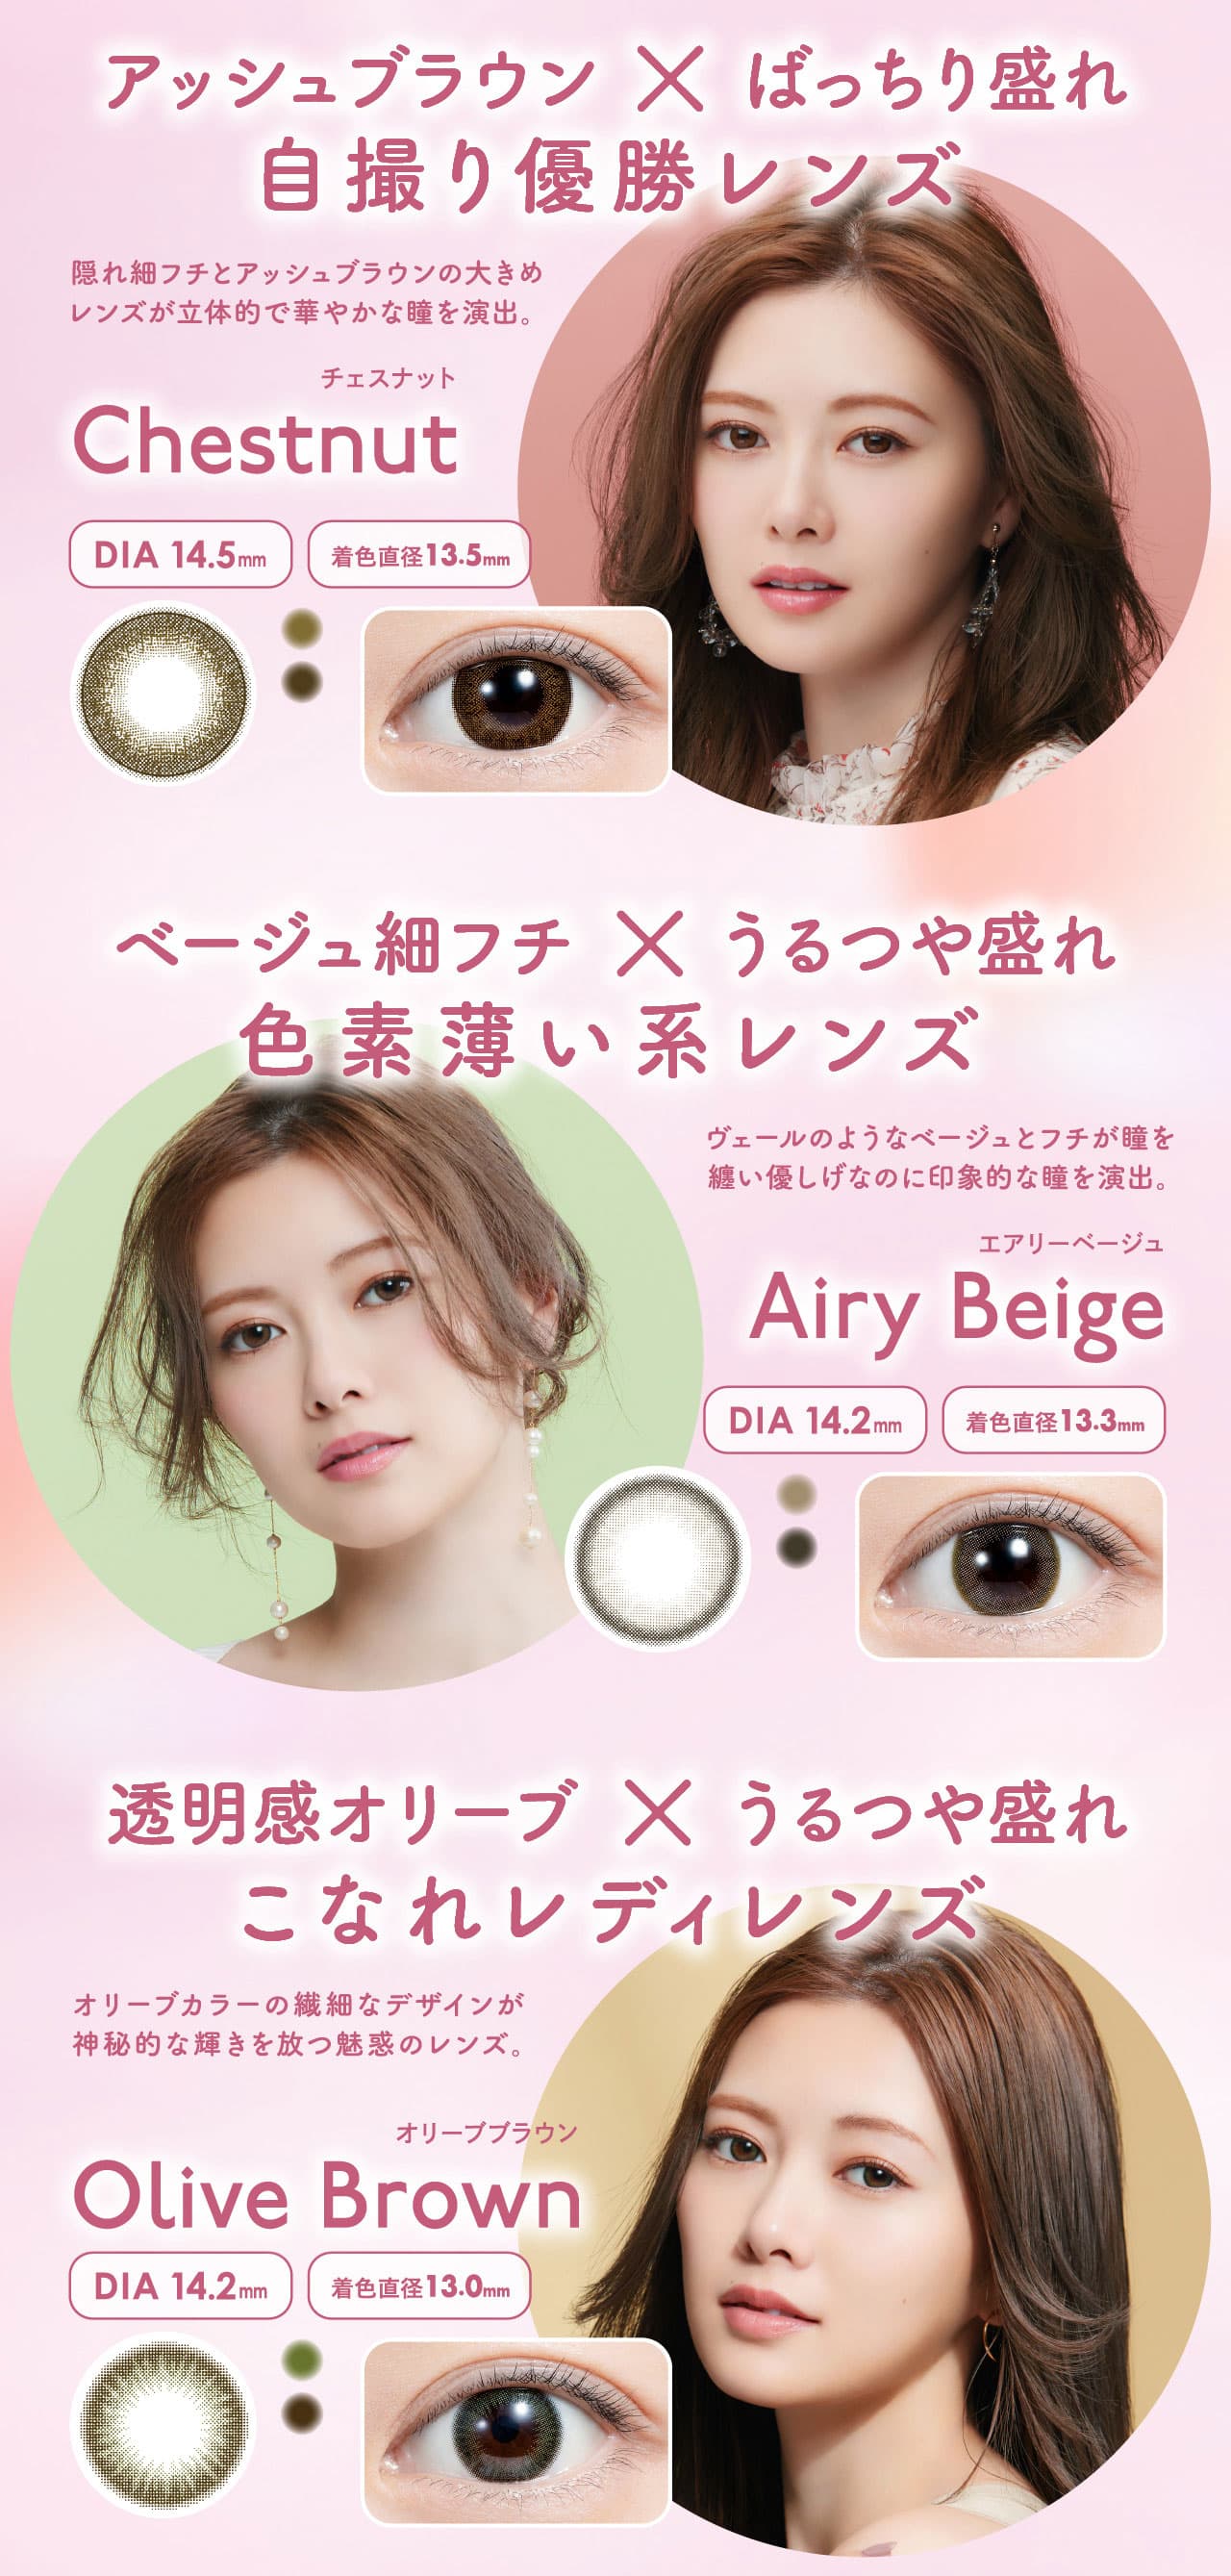 アッシュブラウン × ぱっちり盛れ
自撮り優勝レンズ
隠れ細フチとアッシュブラウンの大きめ
レンズが立体的で華やかな瞳を演出。
チェスナット
Chestnut
DIA 14.5mm
着色直径13.5mm
ベージュ細フチ × うるつや盛れ
色素薄い系レンズ
ヴェールのようなベージュとフチが瞳を
纏い優しげなのに印象的な瞳を演出。
エアリーベージュ
Airy Beige
DIA 14.2mm
着色直径13.3mm
透明感オリーブ × うるつや盛れ
こなれレディレンズ
オリーブカラーの繊細なデザインが
神秘的な輝きを放つ魅惑のレンズ。
オリーブブラウン
Olive Brown
DIA 14.2mm
着色直径13.0mm